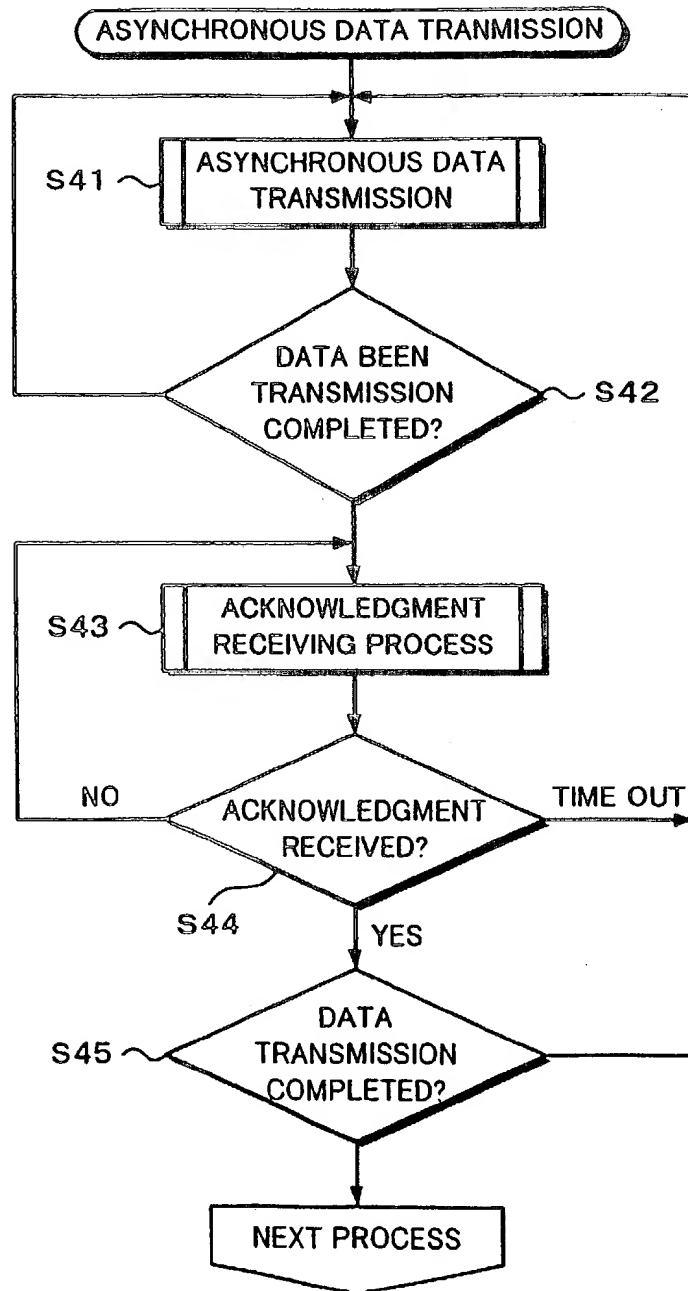 ASYNCHRONOUS DATA TRANMISSION
S41
ASYNCHRONOUS DATA
TRANSMISSION
DATA BEEN
TRANSMISSION
COMPLETED?
S42
S43
ACKNOWLEDGMENT
RECEIVING PROCESS
NO
ACKNOWLEDGMENT
RECEIVED?
TIME OUT
S44
YES
S45
DATA
TRANSMISSION
COMPLETED?
NEXT PROCESS